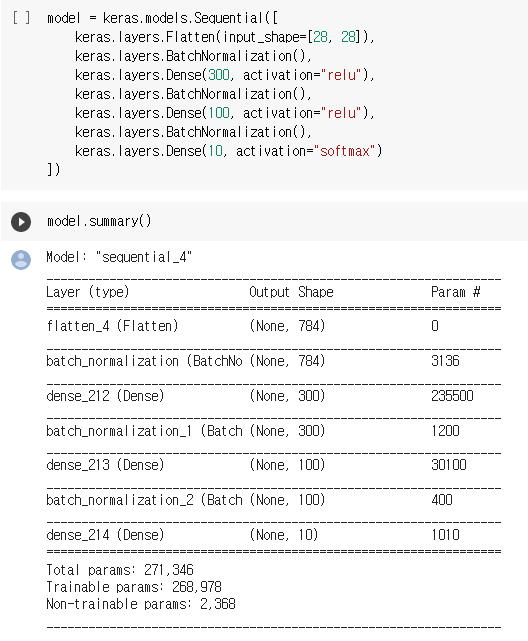 [ ] model = keras.models.Sequential([
keras.layers.Flatten(input_shape=[28, 28]),
keras.layers.BatchNormalization(),
keras.layers.Dense(300, activation="relu"),
keras.layers.BatchNormalization(),
keras.layers.Dense(100, activation="relu"),
keras.layers.BatchNormalization(),
keras.layers.Dense(10, activation="softmax")
])
model.summary()
Model: "sequential_4"
_________________________________________________________________
Layer (type) Output Shape Param #
=================================================================
flatten_4 (Flatten) (None, 784) 0
_________________________________________________________________
batch_normalization (BatchNo (None, 784) 3136
_________________________________________________________________
dense_212 (Dense) (None, 300) 235500
_________________________________________________________________
batch_normalization_1 (Batch (None, 300) 1200
_________________________________________________________________
dense_213 (Dense) (None, 100) 30100
_________________________________________________________________
batch_normalization_2 (Batch (None, 100) 400
_________________________________________________________________
dense_214 (Dense) (None, 10) 1010
=================================================================
Total params: 271,346
Trainable params: 268,978
Non-trainable params: 2,368
_________________________________________________________________